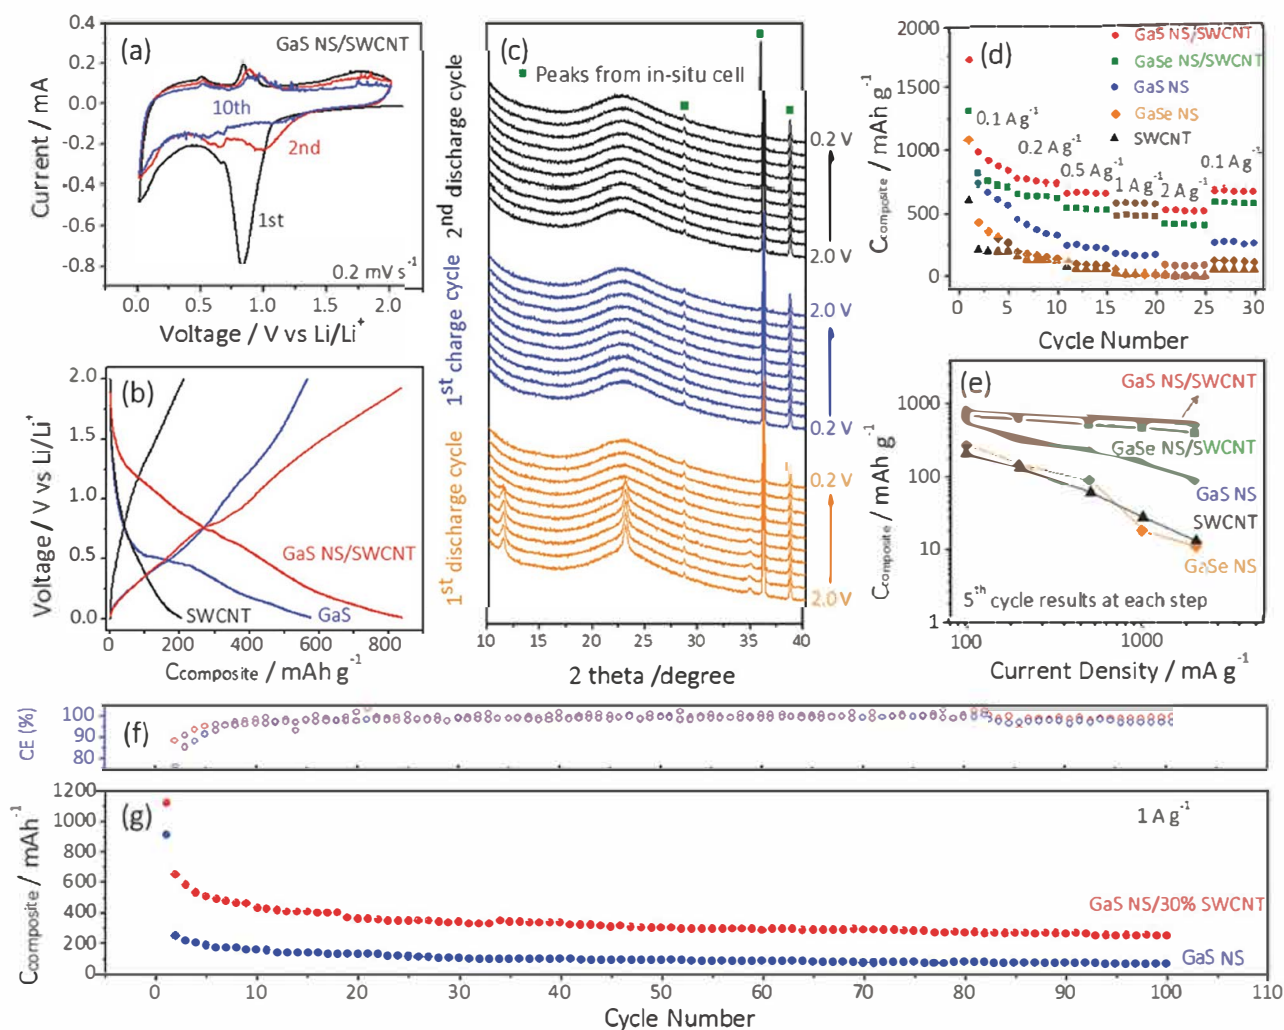 (a)
GaS NS/SWCNT
10th
2nd
1st
0.2 mV s⁻¹
Current / mA
0.4
0.2
0.0
-0.2
-0.4
-0.6
-0.8
0.0 0.5 1.0 1.5 2.0
Voltage / V vs Li/Li⁺
(b)
GaS NS/SWCNT
SWCNT
GaS
Voltage / V vs Li/Li⁺
2.0
1.5
1.0
0.5
0.0
0 200 400 600 800
Ccomposite / mAh g⁻¹
(c)
Peaks from in-situ cell
2nd discharge cycle
1st charge cycle
1st discharge cycle
0.2 V
2.0 V
2.0 V
0.2 V
0.2 V
2.0 V
10 15 20 25 30 35 40
2 theta /degree
(d)
GaS NS/SWCNT
GaSe NS/SWCNT
GaS NS
GaSe NS
SWCNT
0.1 A g⁻¹
0.2 A g⁻¹
0.5 A g⁻¹
1 A g⁻¹
2 A g⁻¹
0.1 A g⁻¹
Ccomposite / mAh g⁻¹
2000
1500
1000
500
0
0 5 10 15 20 25 30
Cycle Number
(e)
GaS NS/SWCNT
GaSe NS/SWCNT
GaS NS
SWCNT
GaSe NS
5th cycle results at each step
Ccomposite / mAh g⁻¹
1000
100
10
1
100 1000
Current Density / mA g⁻¹
(f)
CE (%)
100
90
80
(g)
1 A g⁻¹
GaS NS/30% SWCNT
GaS NS
Ccomposite / mAh⁻¹
1200
1000
800
600
400
200
0
0 10 20 30 40 50 60 70 80 90 100 110
Cycle Number